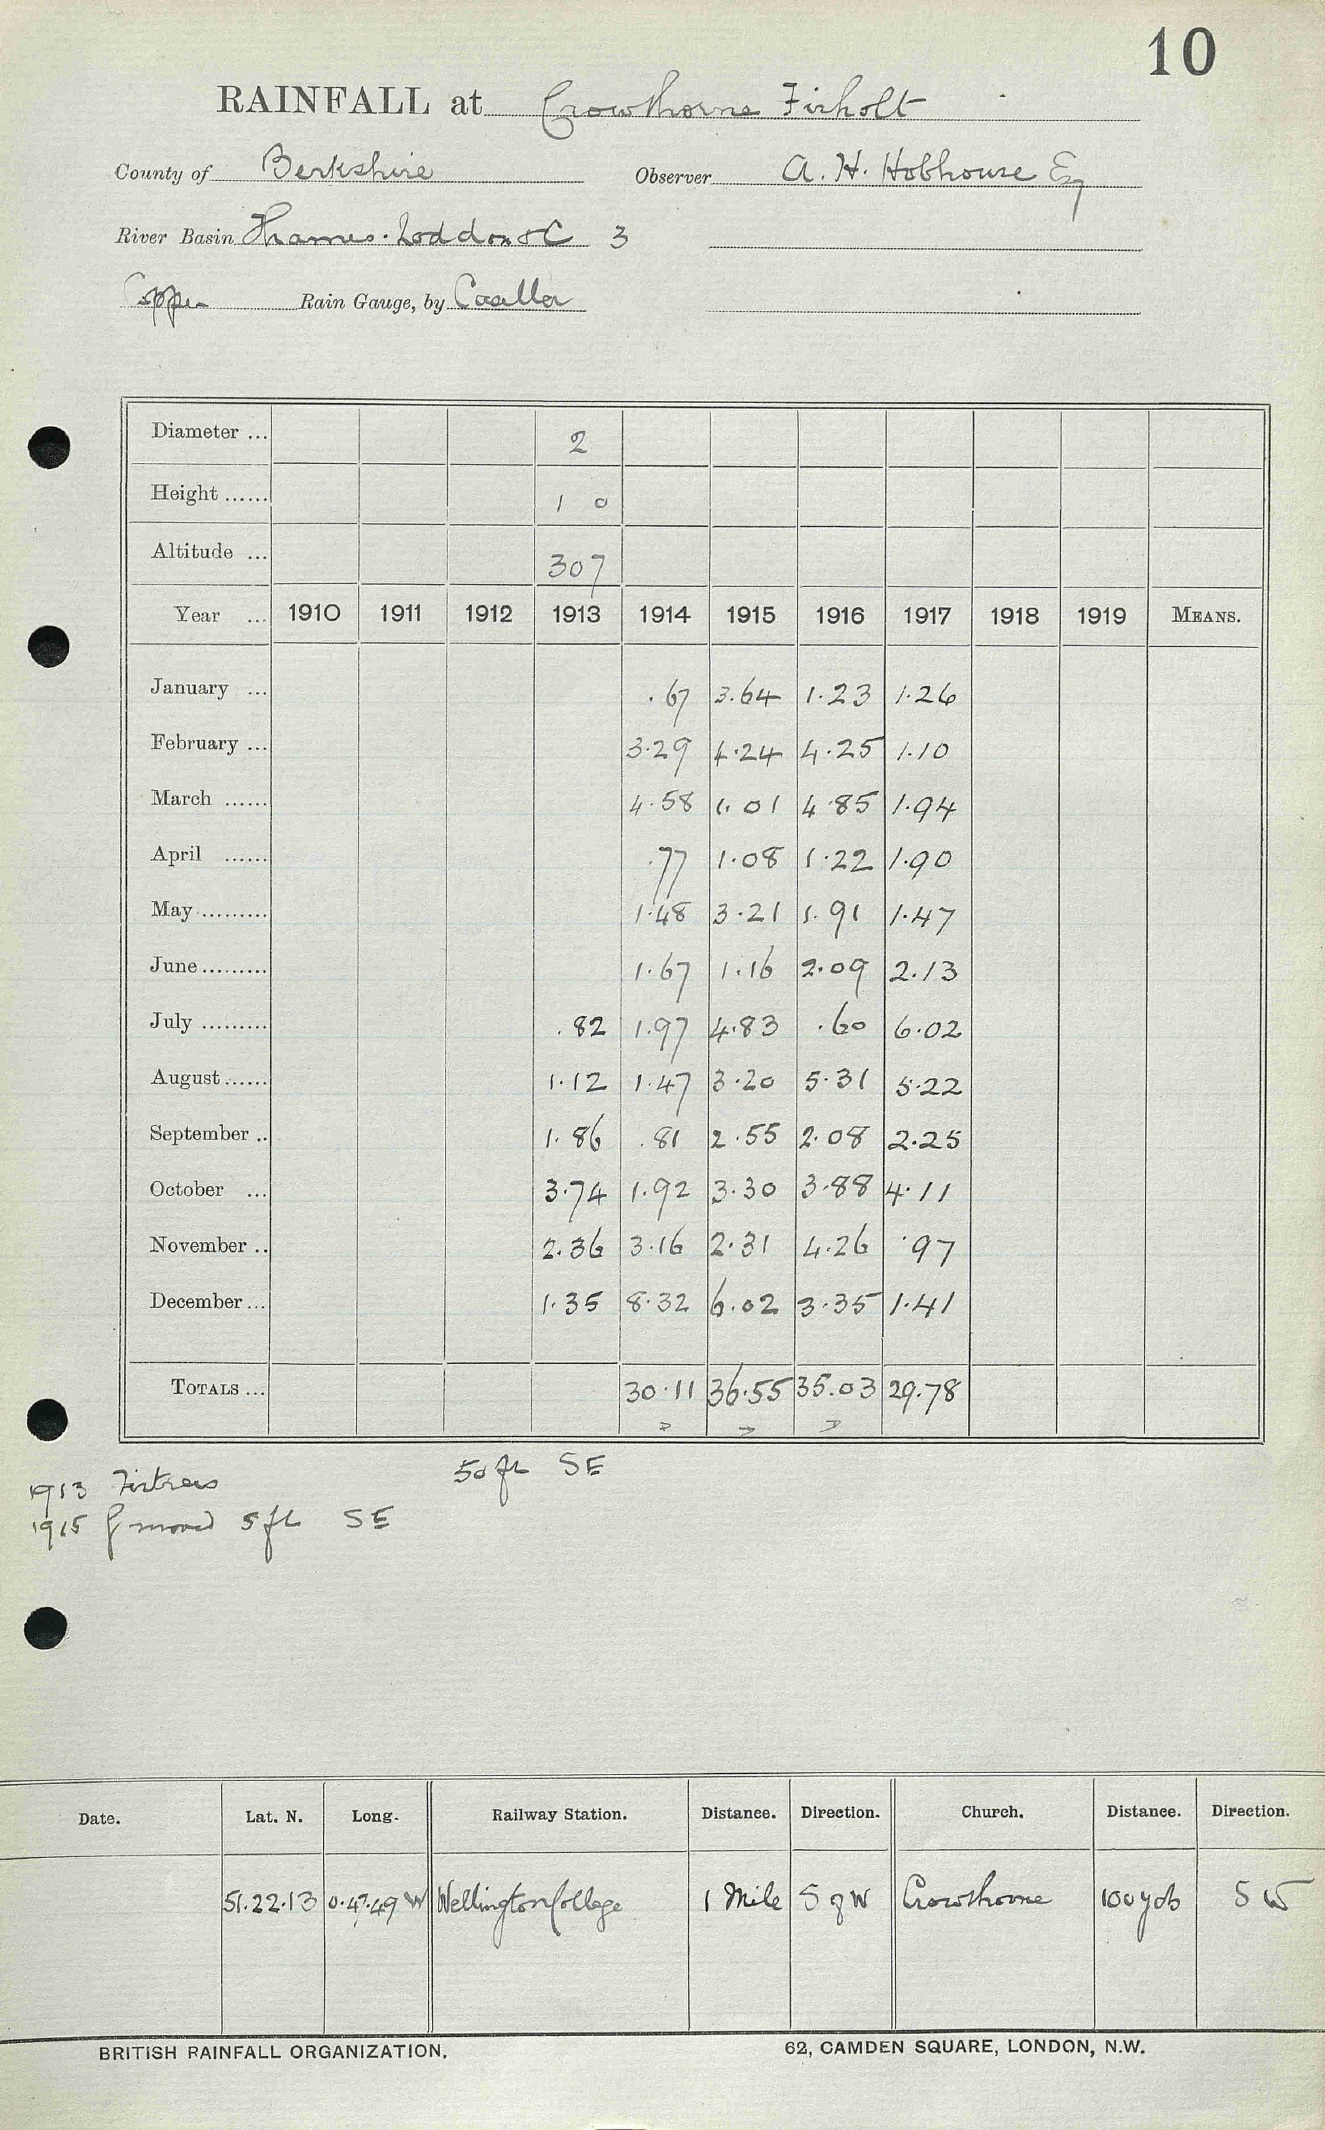 10
RAINFALL at Crowthorne Firholt
County of Berkshire Observer A. H. Hobhouse Esq
River Basin Thames. Loddon & C 3
Copper Rain Gauge, by Casella
Diameter ... 2
Height ...... 1 0
Altitude ... 307
Year ... 1910 1911 1912 1913 1914 1915 1916 1917 1918 1919 MEANS.
January ... .67 3.64 1.23 1.26
February ... 3.29 4.24 4.25 1.10
March ...... 4.58 1.01 4.85 1.94
April ...... .77 1.08 1.22 1.90
May ......... 1.48 3.21 1.91 1.47
June ......... 1.67 1.16 2.09 2.13
July ......... .82 1.97 4.83 .60 6.02
August ...... 1.12 1.47 3.20 5.31 5.22
September .. 1.86 .81 2.55 2.08 2.25
October ... 3.74 1.92 3.30 3.88 4.11
November .. 2.36 3.16 2.31 4.26 .97
December ... 1.35 8.32 6.02 3.35 1.41
TOTALS ... 30.11 36.55 35.03 29.78
1913 Firtrees 50 ft SE
1915 G moved 5 ft SE
Date. Lat. N. Long. Railway Station. Distance. Direction. Church. Distance. Direction.
51.22.13 0.47.49 W Wellington College 1 Mile S of W Crowthorne 100 yds S W
BRITISH RAINFALL ORGANIZATION. 62, CAMDEN SQUARE, LONDON, N.W.